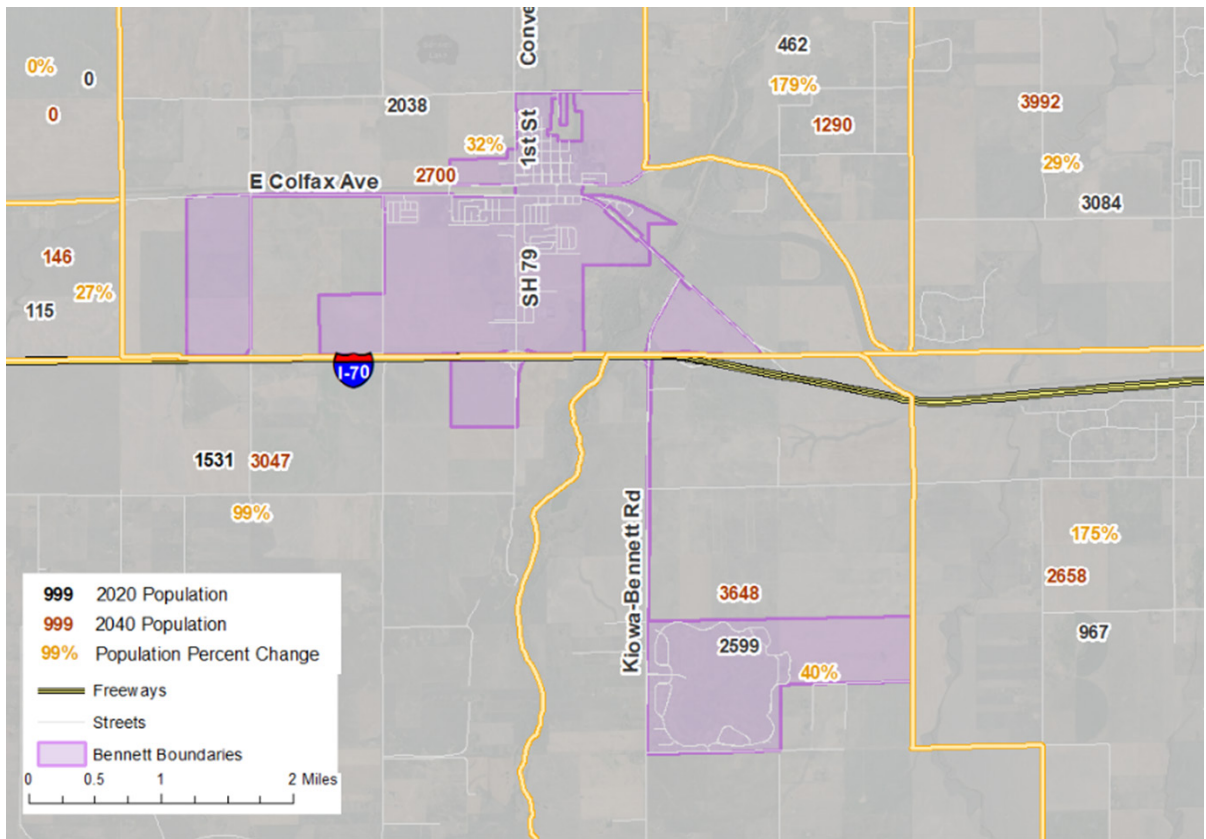 Conve
462
0%
0
179%
2038
3992
0
1290
1st St
32%
29%
2700
E Colfax Ave
3084
146
SH 79
27%
115
I-70
1531 3047
99%
Kiowa-Bennett Rd
175%
2658
3648
967
2599
40%
999 2020 Population
999 2040 Population
99% Population Percent Change
Freeways
Streets
Bennett Boundaries
0 0.5 1 2 Miles